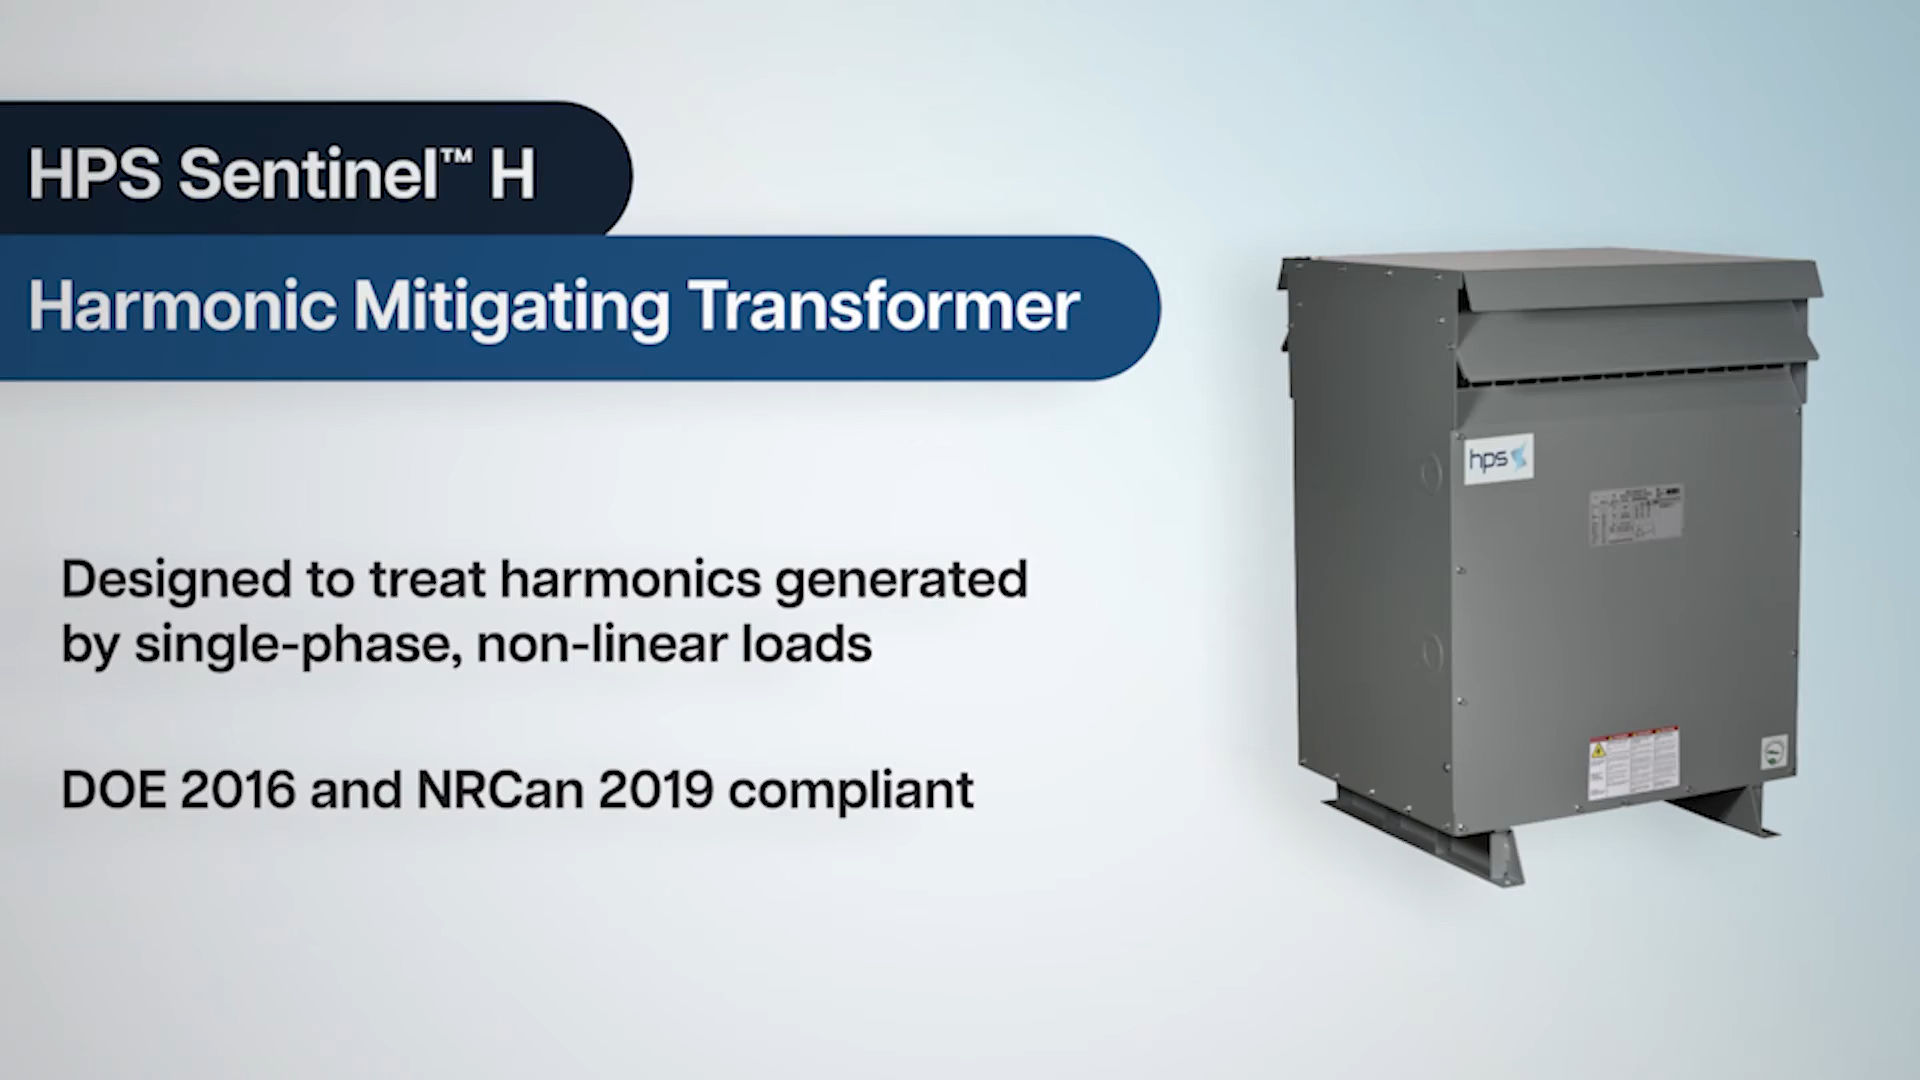 HPS Sentinel™ H
Harmonic Mitigating Transformer
Designed to treat harmonics generated
by single-phase, non-linear loads
DOE 2016 and NRCan 2019 compliant
hps